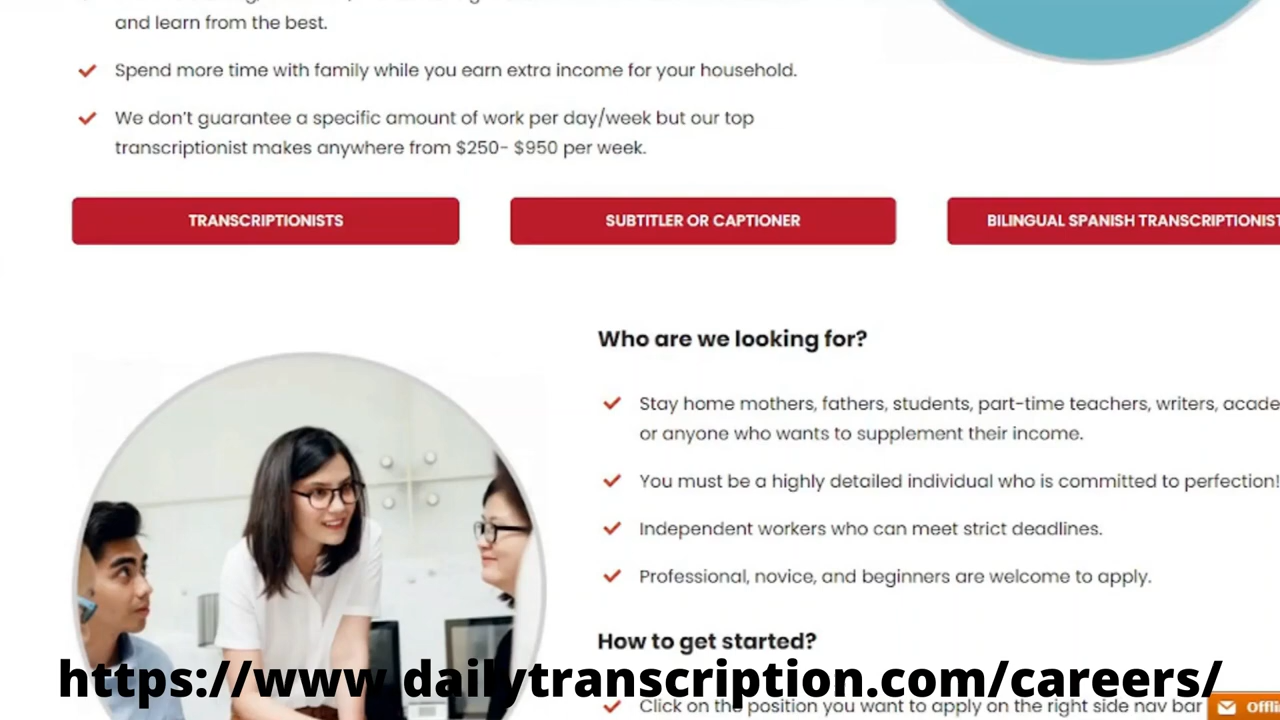 and learn from the best.
Spend more time with family while you earn extra income for your household.
We don't guarantee a specific amount of work per day/week but our top
transcriptionist makes anywhere from $250- $950 per week.
TRANSCRIPTIONISTS
SUBTITLER OR CAPTIONER
BILINGUAL SPANISH TRANSCRIPTIONIST
Who are we looking for?
Stay home mothers, fathers, students, part-time teachers, writers, acade
or anyone who wants to supplement their income.
You must be a highly detailed individual who is committed to perfection!
Independent workers who can meet strict deadlines.
Professional, novice, and beginners are welcome to apply.
How to get started?
https://www.dailytranscription.com/careers/
Click on the position you want to apply on the right side nav bar
Offli